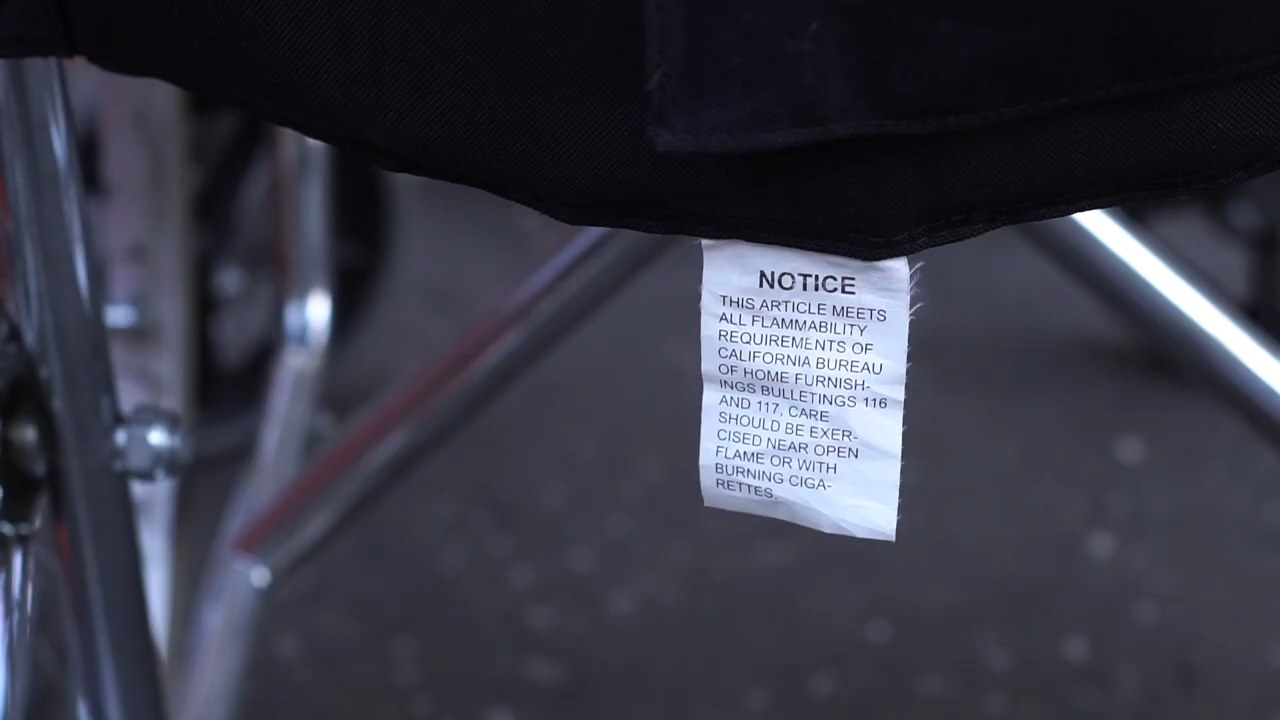 NOTICE
THIS ARTICLE MEETS
ALL FLAMMABILITY
REQUIREMENTS OF
CALIFORNIA BUREAU
OF HOME FURNISH-
INGS BULLETINGS 116
AND 117, CARE
SHOULD BE EXER-
CISED NEAR OPEN
FLAME OR WITH
BURNING CIGA-
RETTES.